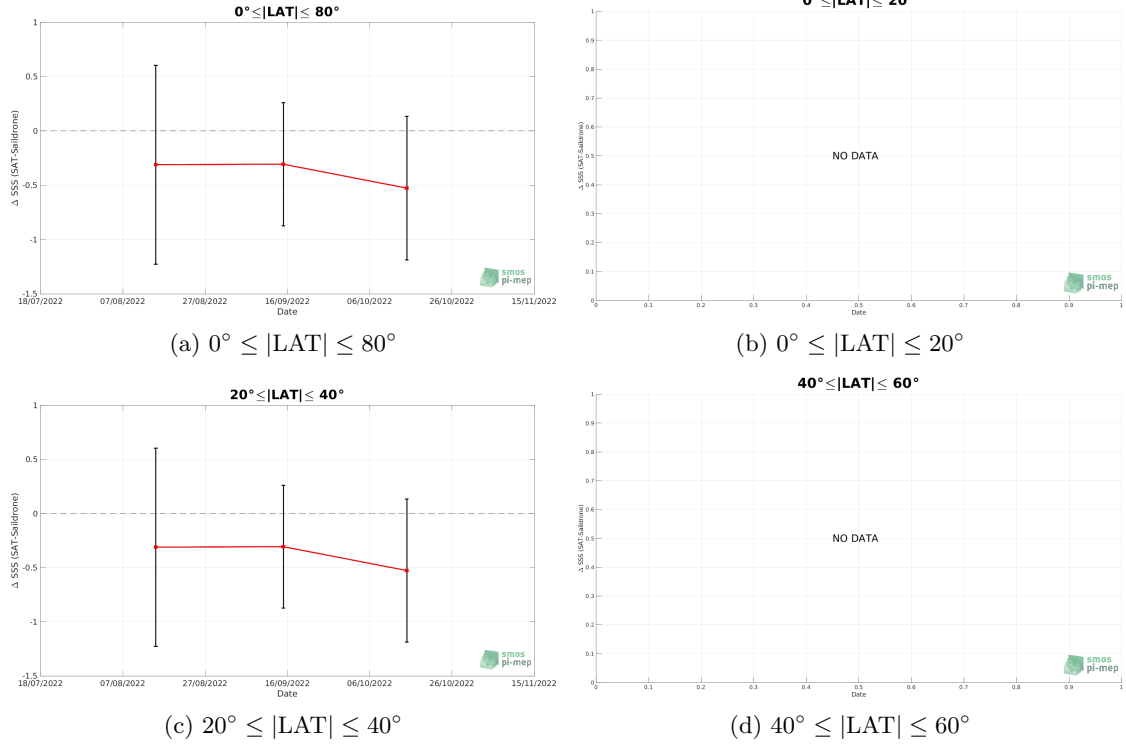 0°≤|LAT|≤ 80°
1
0.5
0
-0.5
-1
-1.5
Δ SSS (SAT-Saildrone)
18/07/2022 07/08/2022 27/08/2022 16/09/2022 06/10/2022 26/10/2022 15/11/2022
Date
smos
pi-mep
(a) 0° ≤ |LAT| ≤ 80°
0°≤|LAT|≤ 20°
1
0.9
0.8
0.7
0.6
0.5
0.4
0.3
0.2
0.1
0
Δ SSS (SAT-Saildrone)
NO DATA
0 0.1 0.2 0.3 0.4 0.5 0.6 0.7 0.8 0.9 1
Date
smos
pi-mep
(b) 0° ≤ |LAT| ≤ 20°
20°≤|LAT|≤ 40°
1
0.5
0
-0.5
-1
-1.5
Δ SSS (SAT-Saildrone)
18/07/2022 07/08/2022 27/08/2022 16/09/2022 06/10/2022 26/10/2022 15/11/2022
Date
smos
pi-mep
(c) 20° ≤ |LAT| ≤ 40°
40°≤|LAT|≤ 60°
1
0.9
0.8
0.7
0.6
0.5
0.4
0.3
0.2
0.1
0
Δ SSS (SAT-Saildrone)
NO DATA
0 0.1 0.2 0.3 0.4 0.5 0.6 0.7 0.8 0.9 1
Date
smos
pi-mep
(d) 40° ≤ |LAT| ≤ 60°